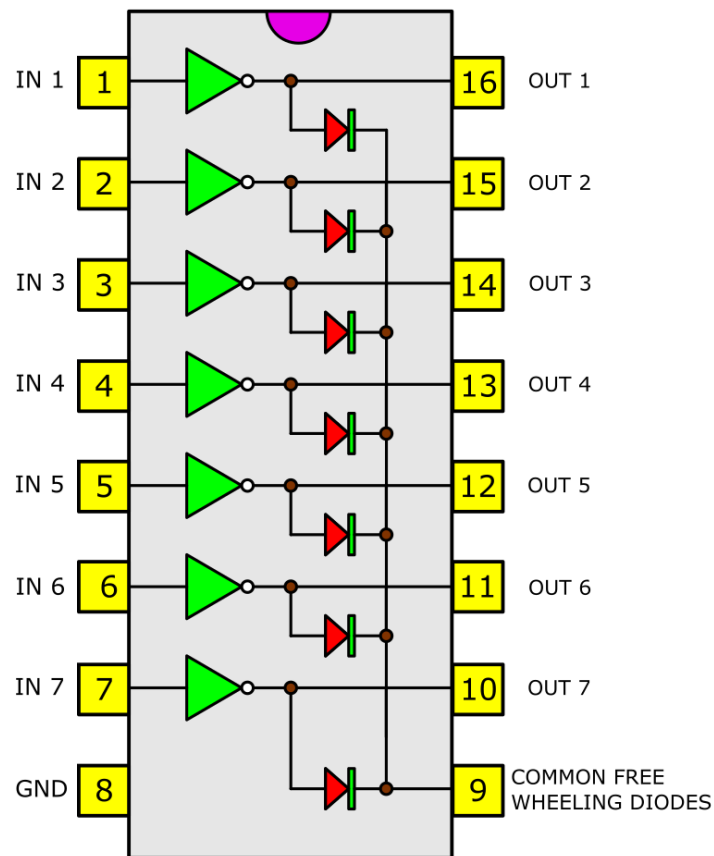 IN 1 1 16 OUT 1
IN 2 2 15 OUT 2
IN 3 3 14 OUT 3
IN 4 4 13 OUT 4
IN 5 5 12 OUT 5
IN 6 6 11 OUT 6
IN 7 7 10 OUT 7
GND 8 9 COMMON FREE
WHEELING DIODES